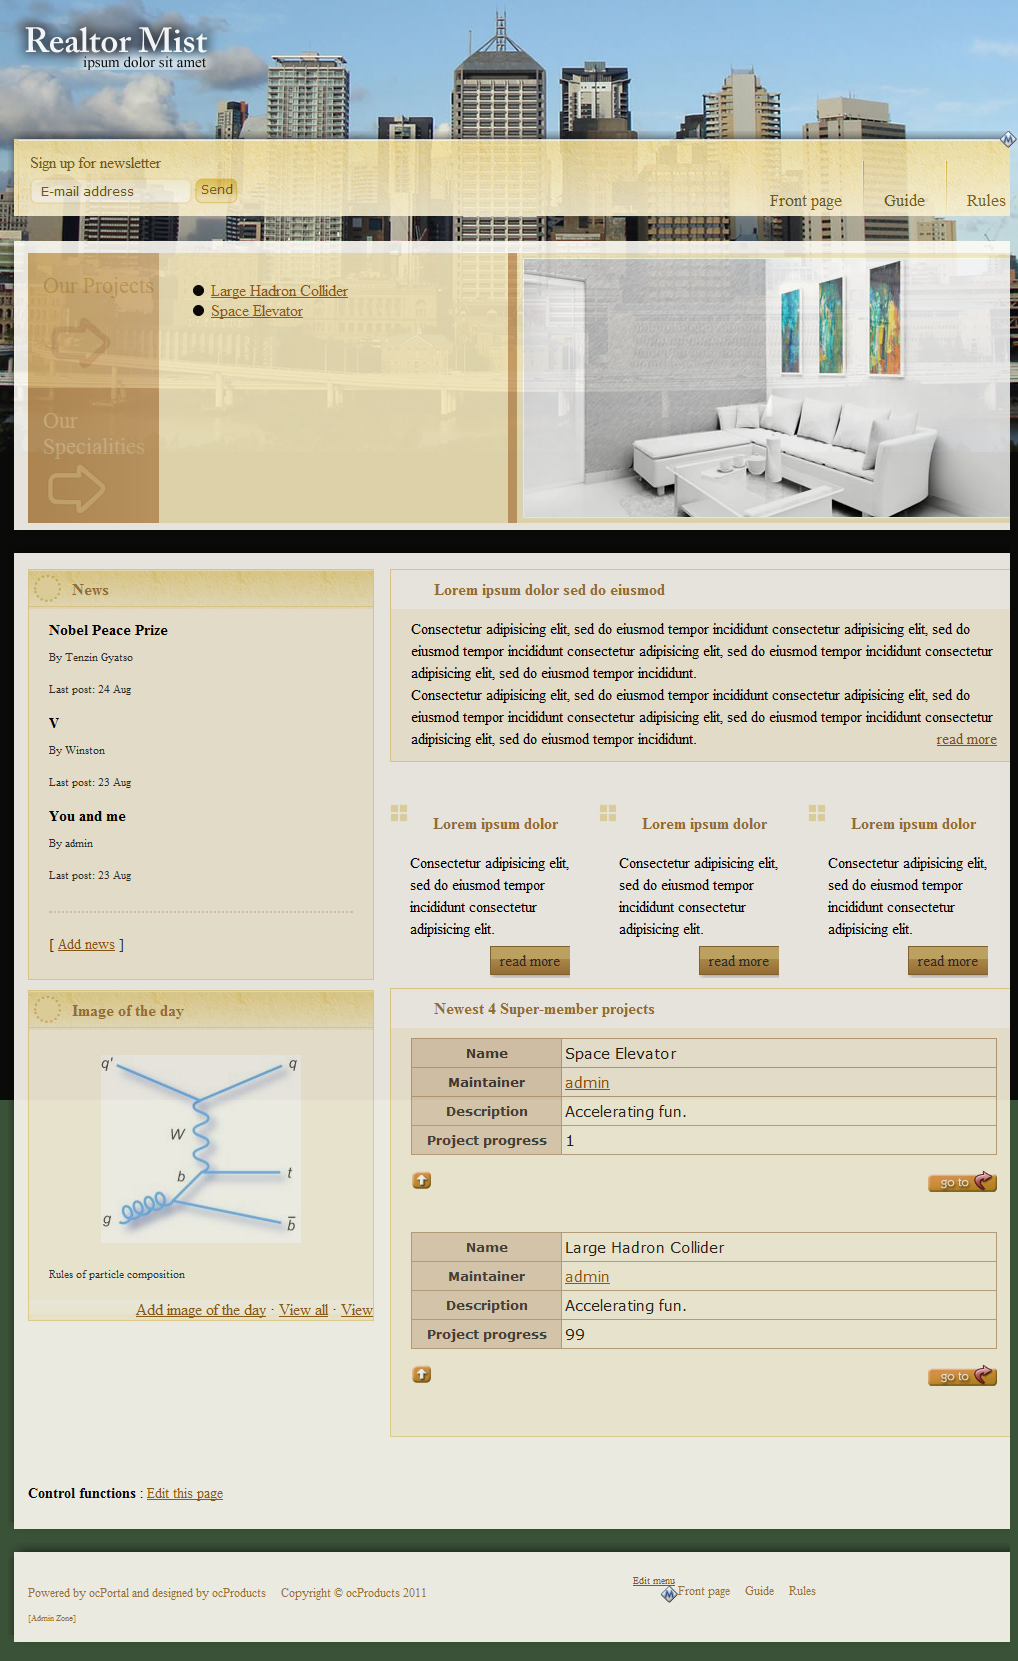 Realtor Mist
ipsum dolor sit amet
Sign up for newsletter
E-mail address
Send
Front page
Guide
Rules
Our Projects
Large Hadron Collider
Space Elevator
Our
Specialities
News
Nobel Peace Prize
By Tenzin Gyatso
Last post: 24 Aug
V
By Winston
Last post: 23 Aug
You and me
By admin
Last post: 23 Aug
[ Add news ]
Image of the day
q' q
W
b t
g b̅
Rules of particle composition
Add image of the day · View all · View
Lorem ipsum dolor sed do eiusmod
Consectetur adipisicing elit, sed do eiusmod tempor incididunt consectetur adipisicing elit, sed do
eiusmod tempor incididunt consectetur adipisicing elit, sed do eiusmod tempor incididunt consectetur
adipisicing elit, sed do eiusmod tempor incididunt.
Consectetur adipisicing elit, sed do eiusmod tempor incididunt consectetur adipisicing elit, sed do
eiusmod tempor incididunt consectetur adipisicing elit, sed do eiusmod tempor incididunt consectetur
adipisicing elit, sed do eiusmod tempor incididunt. read more
Lorem ipsum dolor
Consectetur adipisicing elit,
sed do eiusmod tempor
incididunt consectetur
adipisicing elit.
read more
Lorem ipsum dolor
Consectetur adipisicing elit,
sed do eiusmod tempor
incididunt consectetur
adipisicing elit.
read more
Lorem ipsum dolor
Consectetur adipisicing elit,
sed do eiusmod tempor
incididunt consectetur
adipisicing elit.
read more
Newest 4 Super-member projects
Name Space Elevator
Maintainer admin
Description Accelerating fun.
Project progress 1
go to
Name Large Hadron Collider
Maintainer admin
Description Accelerating fun.
Project progress 99
go to
Control functions : Edit this page
Powered by ocPortal and designed by ocProducts Copyright © ocProducts 2011
[Admin Zone]
Edit menu
M Front page Guide Rules